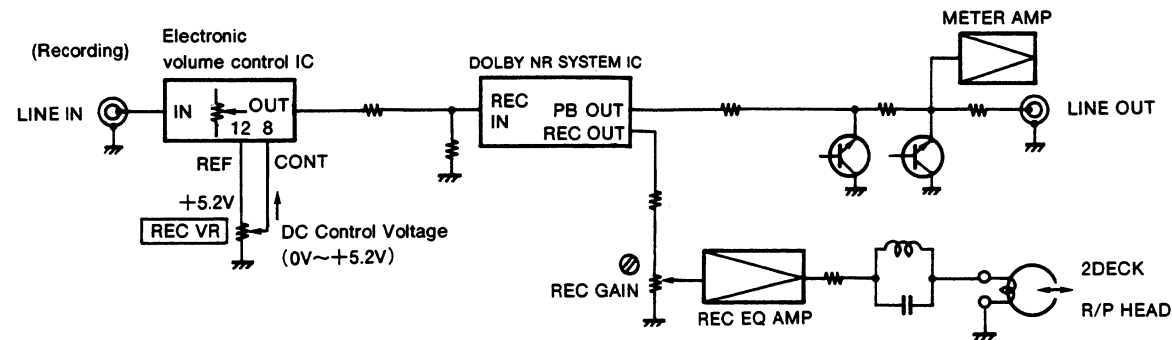 (Recording)
Electronic
volume control IC
LINE IN
IN
OUT
12 8
REF
CONT
+5.2V
REC VR
DC Control Voltage
(0V~+5.2V)
DOLBY NR SYSTEM IC
REC
IN
PB OUT
REC OUT
METER AMP
LINE OUT
REC GAIN
REC EQ AMP
2DECK
R/P HEAD